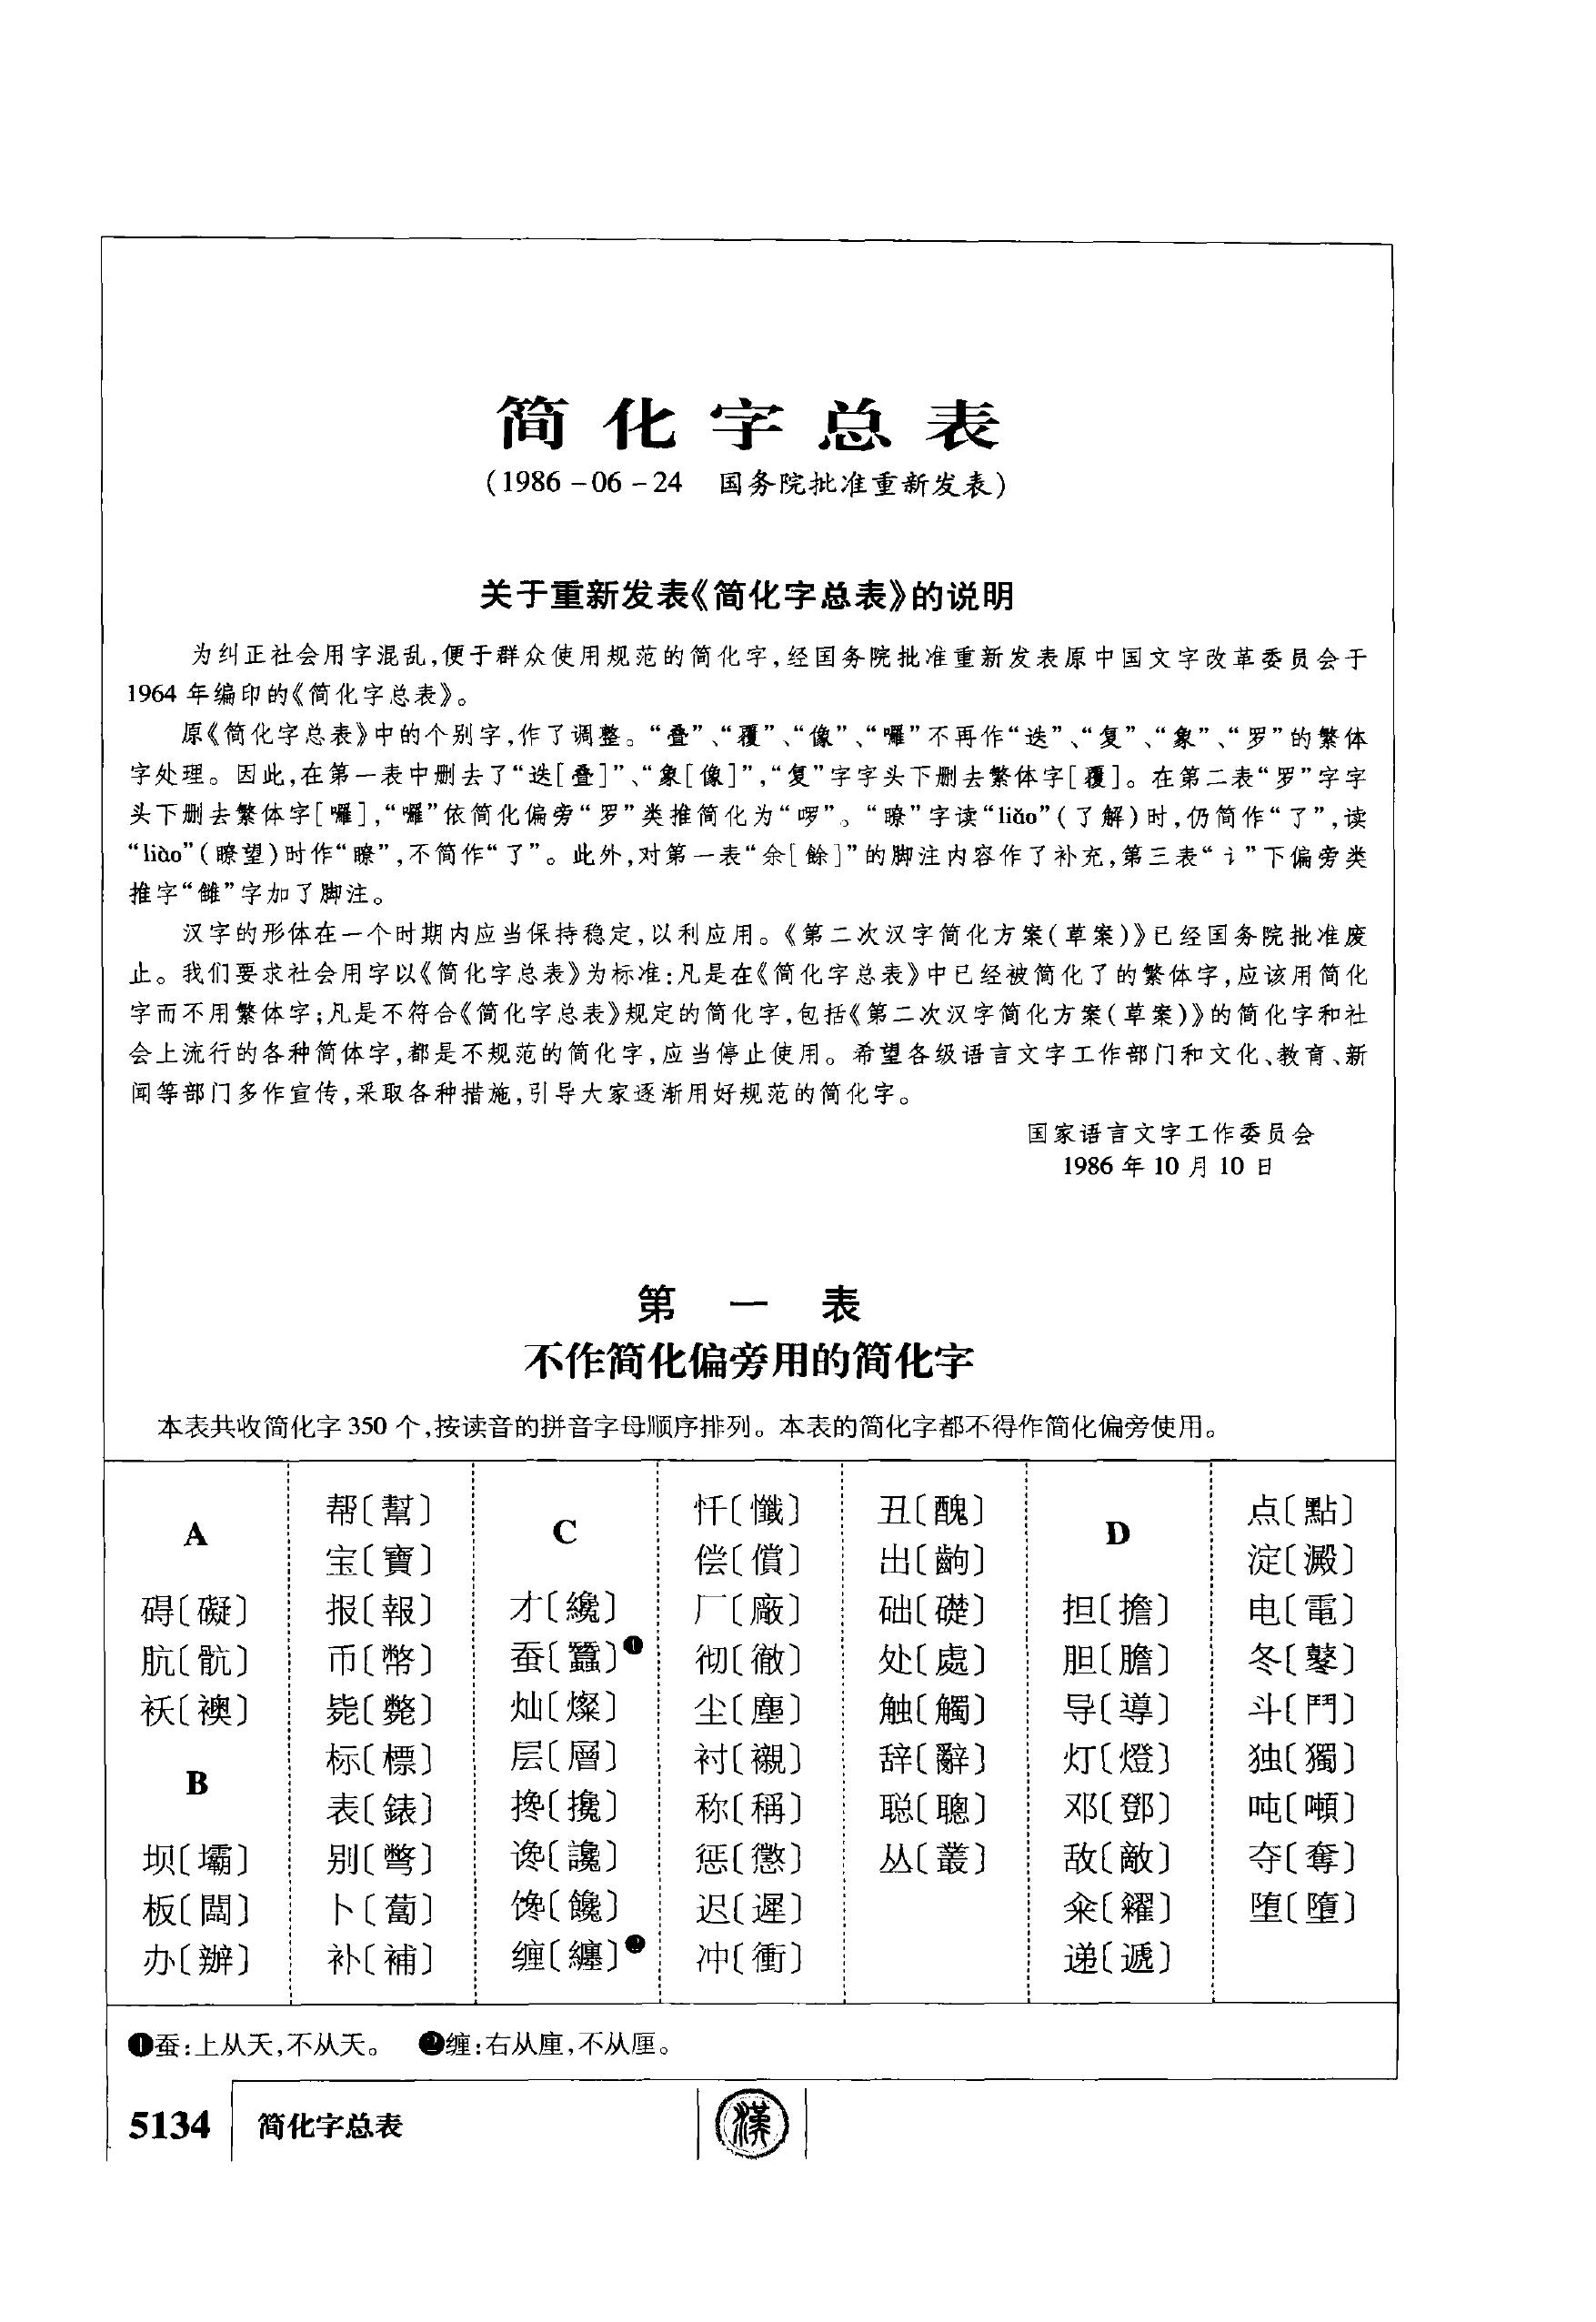 简化字总表
(1986-06-24 国务院批准重新发表)
关于重新发表《简化字总表》的说明
为纠正社会用字混乱,便于群众使用规范的简化字,经国务院批准重新发表原中国文字改革委员会于
1964 年编印的《简化字总表》。
原《简化字总表》中的个别字,作了调整。“叠”、“覆”、“像”、“囉”不再作“迭”、“复”、“象”、“罗”的繁体
字处理。因此,在第一表中删去了“迭[叠]”、“象[像]”,“复”字字头下删去繁体字[覆]。在第二表“罗”字字
头下删去繁体字[囉],“囉”依简化偏旁“罗”类推简化为“啰”。“瞭”字读“liǎo”(了解)时,仍简作“了”,读
“liào”(瞭望)时作“瞭”,不简作“了”。此外,对第一表“余[餘]”的脚注内容作了补充,第三表“讠”下偏旁类
推字“雠”字加了脚注。
汉字的形体在一个时期内应当保持稳定,以利应用。《第二次汉字简化方案(草案)》已经国务院批准废
止。我们要求社会用字以《简化字总表》为标准:凡是在《简化字总表》中已经被简化了的繁体字,应该用简化
字而不用繁体字;凡是不符合《简化字总表》规定的简化字,包括《第二次汉字简化方案(草案)》的简化字和社
会上流行的各种简体字,都是不规范的简化字,应当停止使用。希望各级语言文字工作部门和文化、教育、新
闻等部门多作宣传,采取各种措施,引导大家逐渐用好规范的简化字。
国家语言文字工作委员会
1986 年 10 月 10 日
第一表
不作简化偏旁用的简化字
本表共收简化字 350 个,按读音的拼音字母顺序排列。本表的简化字都不得作简化偏旁使用。
A
碍〔礙〕
肮〔骯〕
袄〔襖〕
B
坝〔壩〕
板〔闆〕
办〔辦〕
帮〔幫〕
宝〔寶〕
报〔報〕
币〔幣〕
毙〔斃〕
标〔標〕
表〔錶〕
别〔彆〕
卜〔蔔〕
补〔補〕
C
才〔纔〕
蚕〔蠶〕❶
灿〔燦〕
层〔層〕
搀〔攙〕
谗〔讒〕
馋〔饞〕
缠〔纏〕❷
忏〔懺〕
偿〔償〕
厂〔廠〕
彻〔徹〕
尘〔塵〕
衬〔襯〕
称〔稱〕
惩〔懲〕
迟〔遲〕
冲〔衝〕
丑〔醜〕
出〔齣〕
础〔礎〕
处〔處〕
触〔觸〕
辞〔辭〕
聪〔聰〕
丛〔叢〕
D
担〔擔〕
胆〔膽〕
导〔導〕
灯〔燈〕
邓〔鄧〕
敌〔敵〕
籴〔糴〕
递〔遞〕
点〔點〕
淀〔澱〕
电〔電〕
冬〔鼕〕
斗〔鬥〕
独〔獨〕
吨〔噸〕
夺〔奪〕
堕〔墮〕
❶蚕:上从天,不从夭。 ❷缠:右从㢆,不从厘。
5134 简化字总表
漢